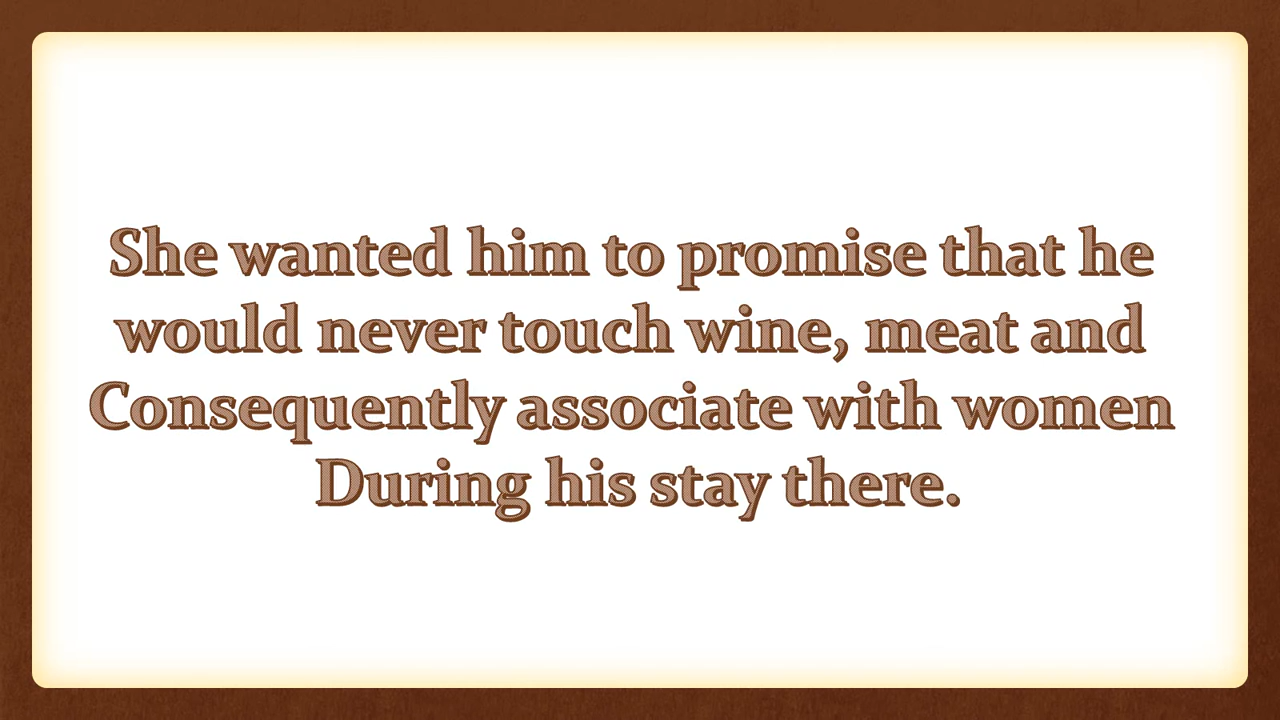 She wanted him to promise that he
would never touch wine, meat and
Consequently associate with women
During his stay there.